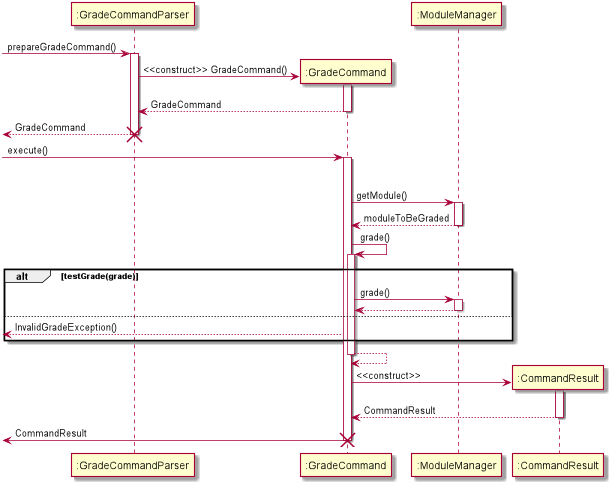 :GradeCommandParser
:ModuleManager
prepareGradeCommand()
<<construct>> GradeCommand()
:GradeCommand
GradeCommand
GradeCommand
execute()
getModule()
moduleToBeGraded
grade()
alt
[testGrade(grade)]
grade()
InvalidGradeException()
<<construct>>
:CommandResult
CommandResult
CommandResult
:GradeCommandParser
:GradeCommand
:ModuleManager
:CommandResult